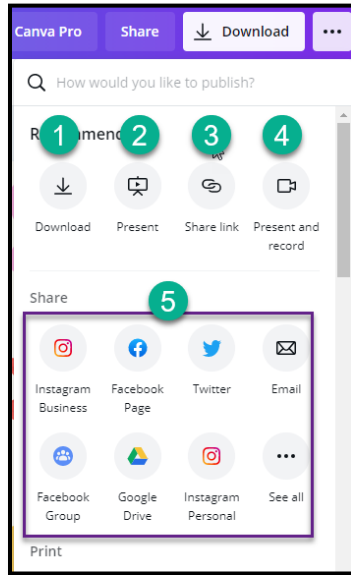 Canva Pro
Share
Download
How would you like to publish?
1
2
3
4
Download
Present
Share link
Present and
record
Share
5
Instagram
Business
Facebook
Page
Twitter
Email
Facebook
Group
Google
Drive
Instagram
Personal
See all
Print